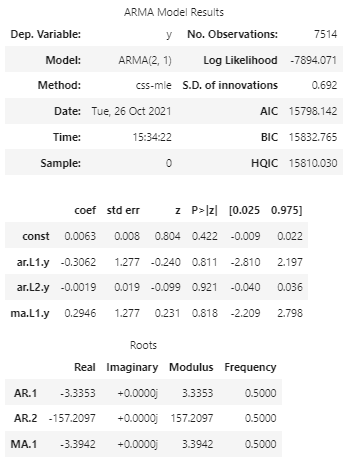 ARMA Model Results
Dep. Variable: y No. Observations: 7514
Model: ARMA(2, 1) Log Likelihood -7894.071
Method: css-mle S.D. of innovations 0.692
Date: Tue, 26 Oct 2021 AIC 15798.142
Time: 15:34:22 BIC 15832.765
Sample: 0 HQIC 15810.030
coef std err z P>|z| [0.025 0.975]
const 0.0063 0.008 0.804 0.422 -0.009 0.022
ar.L1.y -0.3062 1.277 -0.240 0.811 -2.810 2.197
ar.L2.y -0.0019 0.019 -0.099 0.921 -0.040 0.036
ma.L1.y 0.2946 1.277 0.231 0.818 -2.209 2.798
Roots
Real Imaginary Modulus Frequency
AR.1 -3.3353 +0.0000j 3.3353 0.5000
AR.2 -157.2097 +0.0000j 157.2097 0.5000
MA.1 -3.3942 +0.0000j 3.3942 0.5000